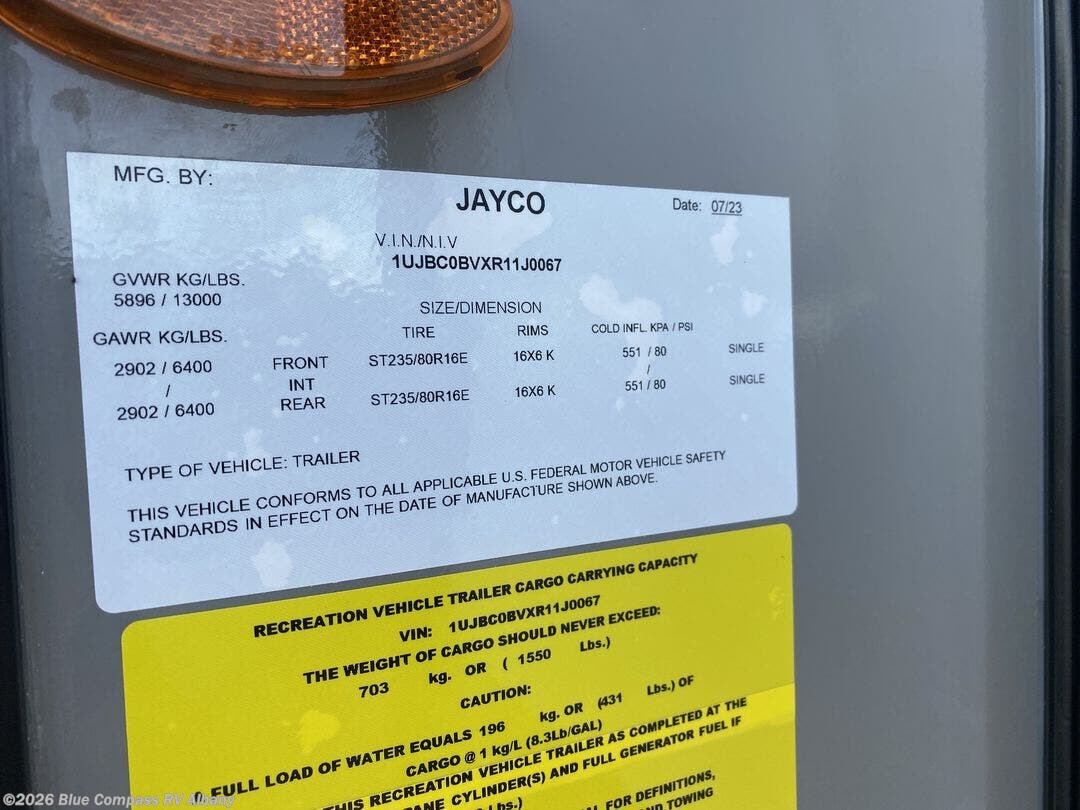 SAE
MFG. BY:
JAYCO
Date: 07/23
V.I.N./N.I.V
1UJBC0BVXR11J0067
GVWR KG/LBS.
5896 / 13000
SIZE/DIMENSION
GAWR KG/LBS. TIRE RIMS COLD INFL. KPA / PSI
2902 / 6400 FRONT ST235/80R16E 16X6 K 551 / 80 SINGLE
/ INT /
2902 / 6400 REAR ST235/80R16E 16X6 K 551 / 80 SINGLE
TYPE OF VEHICLE: TRAILER
THIS VEHICLE CONFORMS TO ALL APPLICABLE U.S. FEDERAL MOTOR VEHICLE SAFETY
STANDARDS IN EFFECT ON THE DATE OF MANUFACTURE SHOWN ABOVE.
RECREATION VEHICLE TRAILER CARGO CARRYING CAPACITY
VIN: 1UJBC0BVXR11J0067
THE WEIGHT OF CARGO SHOULD NEVER EXCEED:
703 kg. OR ( 1550 Lbs.)
CAUTION:
A FULL LOAD OF WATER EQUALS 196 kg. OR (431 Lbs.) OF
CARGO @ 1 kg/L (8.3Lb/GAL)
THIS RECREATION VEHICLE TRAILER AS COMPLETED AT THE
CYLINDER(S) AND FULL GENERATOR FUEL IF
Lbs.)
FOR DEFINITIONS,
AND TOWING
©2026 Blue Compass RV Albany